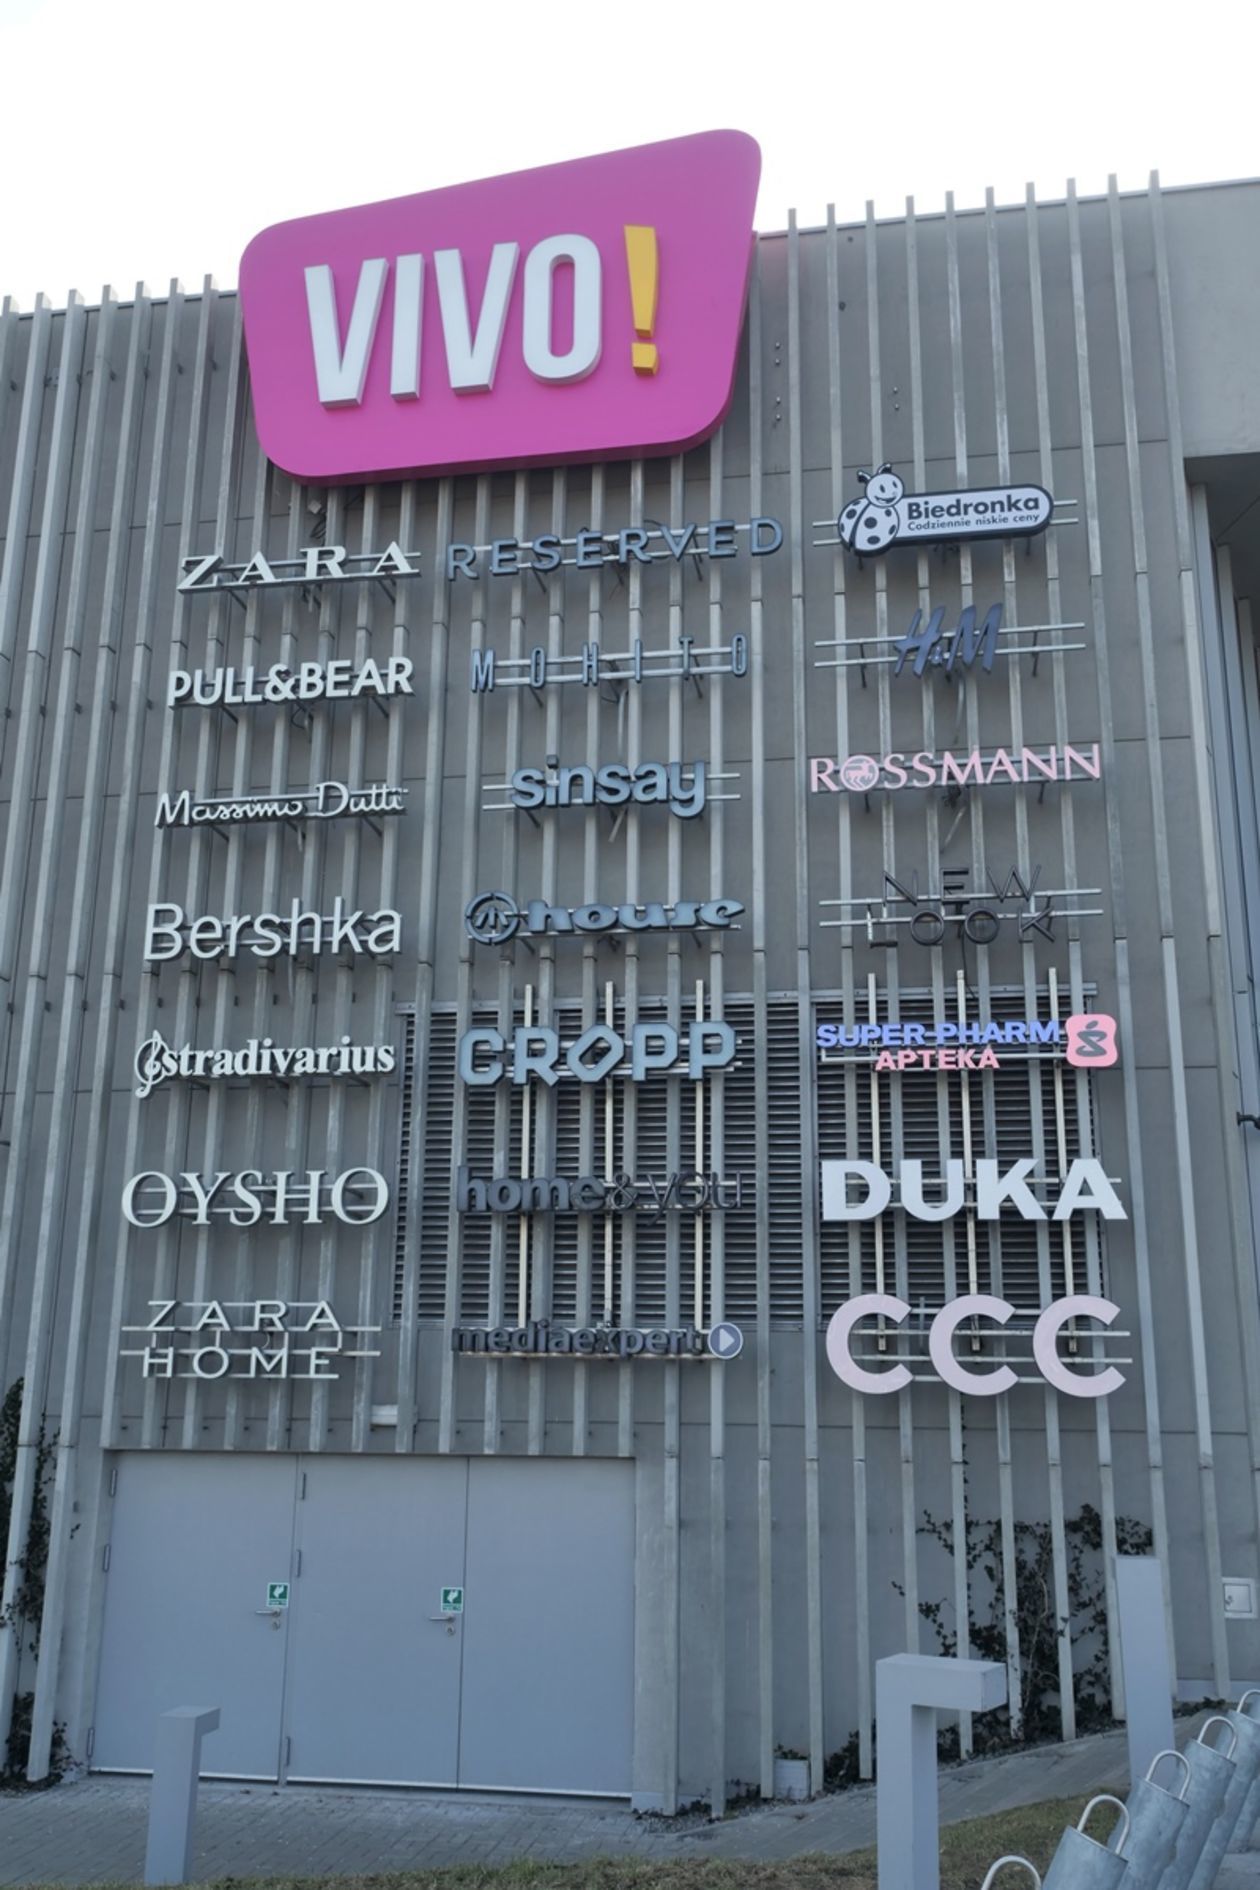 VIVO!
ZARA
PULL&BEAR
Massimo Dutti
Bershka
stradivarius
OYSHO
ZARA
HOME
RESERVED
MOHITO
sinsay
house
CROPP
home&you
mediaexpert
Biedronka
Codziennie niskie ceny
H&M
ROSSMANN
NEW
LOOK
SUPER-PHARM
APTEKA
DUKA
CCC